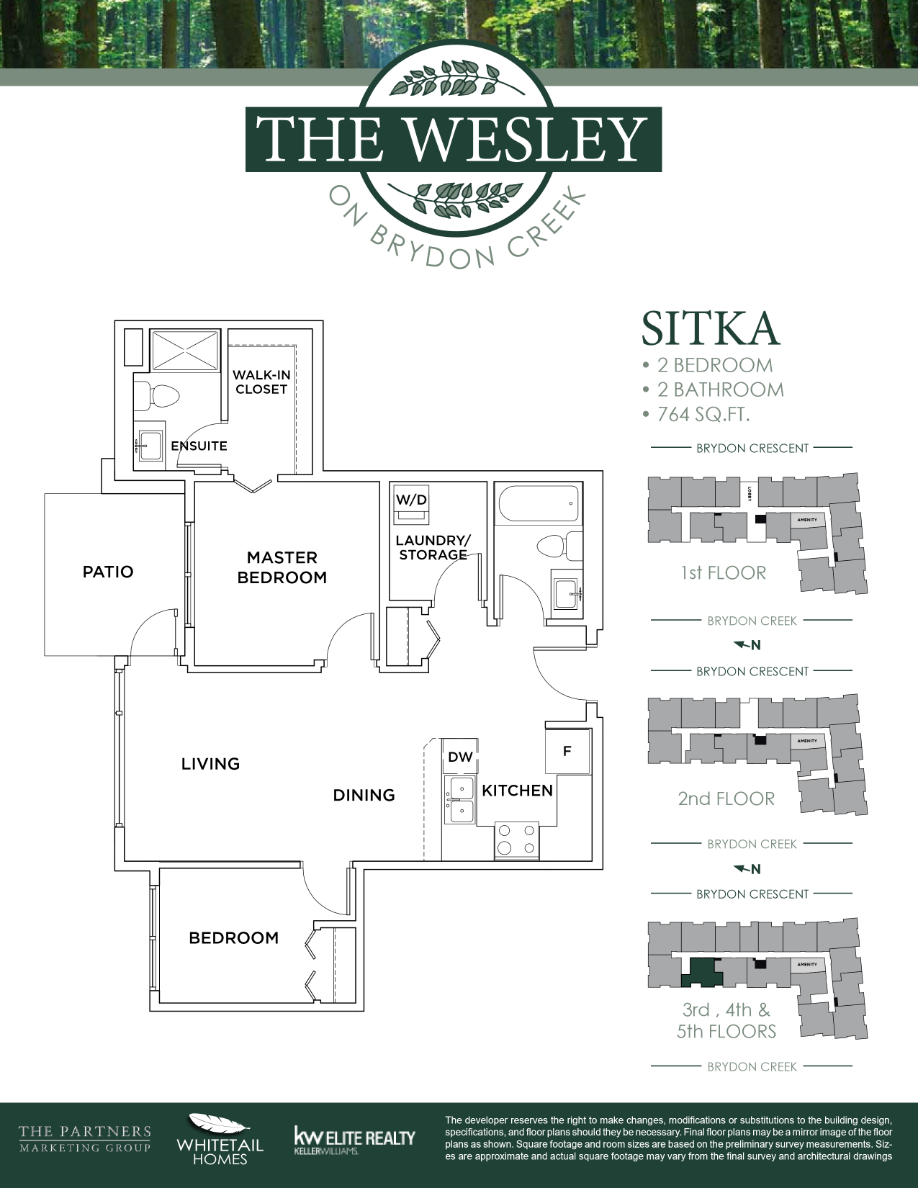 THE WESLEY
ON BRYDON CREEK
SITKA
• 2 BEDROOM
• 2 BATHROOM
• 764 SQ.FT.
WALK-IN
CLOSET
ENSUITE
PATIO
MASTER
BEDROOM
W/D
LAUNDRY/
STORAGE
LIVING
DINING
DW
KITCHEN
F
BEDROOM
BRYDON CRESCENT
LOBBY
AMENITY
1st FLOOR
BRYDON CREEK
N
BRYDON CRESCENT
AMENITY
2nd FLOOR
BRYDON CREEK
N
BRYDON CRESCENT
AMENITY
3rd , 4th &
5th FLOORS
BRYDON CREEK
THE PARTNERS
MARKETING GROUP
WHITETAIL
HOMES
kw ELITE REALTY
KELLERWILLIAMS.
The developer reserves the right to make changes, modifications or substitutions to the building design,
specifications, and floor plans should they be necessary. Final floor plans may be a mirror image of the floor
plans as shown. Square footage and room sizes are based on the preliminary survey measurements. Siz-
es are approximate and actual square footage may vary from the final survey and architectural drawings